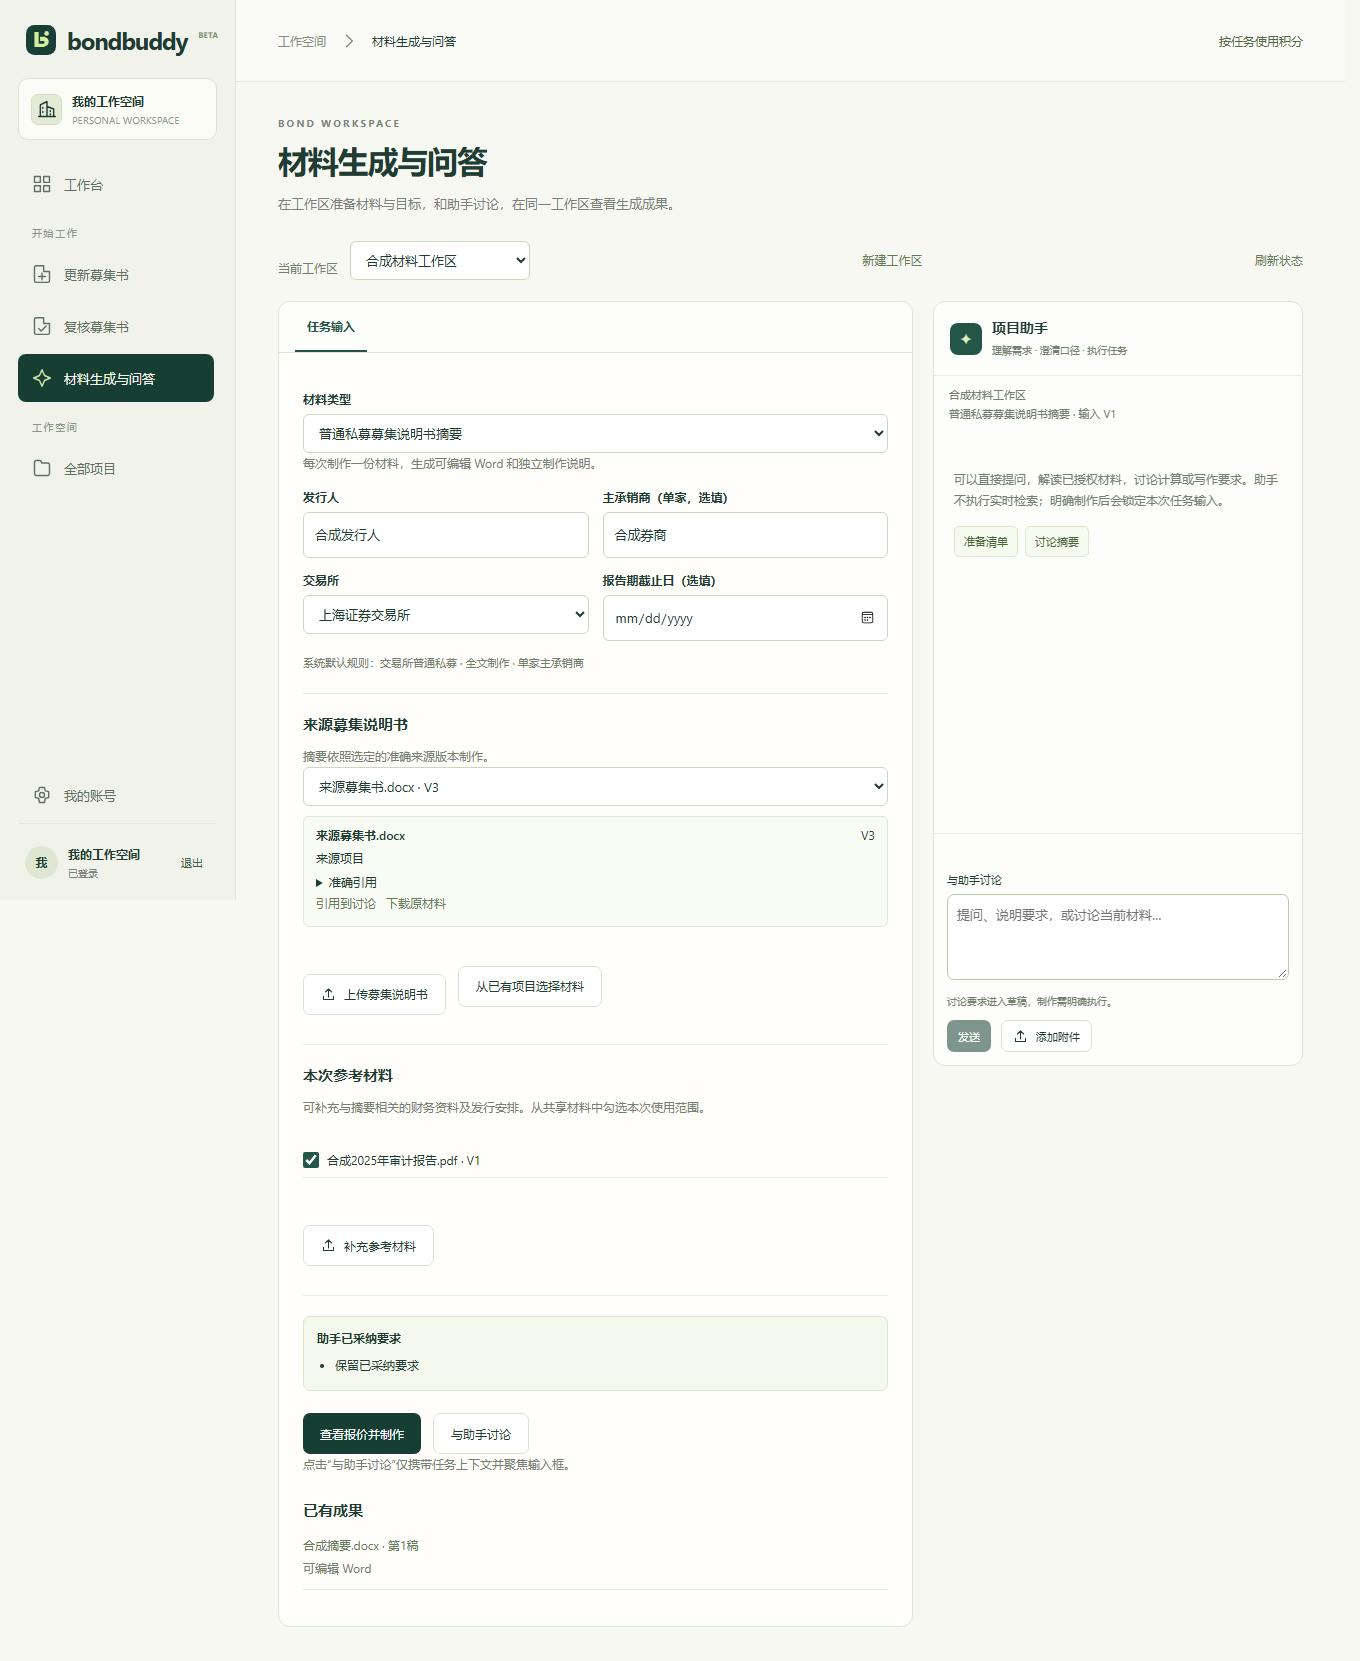 bondbuddy BETA
我的工作空间
PERSONAL WORKSPACE
工作台
开始工作
更新募集书
复核募集书
材料生成与问答
工作空间
全部项目
我的账号
我 我的工作空间 退出
已登录
工作空间 材料生成与问答 按任务使用积分
BOND WORKSPACE
材料生成与问答
在工作区准备材料与目标，和助手讨论，在同一工作区查看生成成果。
当前工作区 合成材料工作区 新建工作区 刷新状态
任务输入
材料类型
普通私募募集说明书摘要
每次制作一份材料，生成可编辑 Word 和独立制作说明。
发行人 主承销商（单家，选填）
合成发行人 合成券商
交易所 报告期截止日（选填）
上海证券交易所 mm/dd/yyyy
系统默认规则：交易所普通私募 · 全文制作 · 单家主承销商
来源募集说明书
摘要依照选定的准确来源版本制作。
来源募集书.docx · V3
来源募集书.docx V3
来源项目
准确引用
引用到讨论 下载原材料
上传募集说明书 从已有项目选择材料
本次参考材料
可补充与摘要相关的财务资料及发行安排。从共享材料中勾选本次使用范围。
合成2025年审计报告.pdf · V1
补充参考材料
助手已采纳要求
• 保留已采纳要求
查看报价并制作 与助手讨论
点击“与助手讨论”仅携带任务上下文并聚焦输入框。
已有成果
合成摘要.docx · 第1稿
可编辑 Word
项目助手
理解需求 · 澄清口径 · 执行任务
合成材料工作区
普通私募募集说明书摘要 · 输入 V1
可以直接提问，解读已授权材料，讨论计算或写作要求。助手
不执行实时检索；明确制作后会锁定本次任务输入。
准备清单 讨论摘要
与助手讨论
提问、说明要求，或讨论当前材料...
讨论要求进入草稿，制作需明确执行。
发送 添加附件